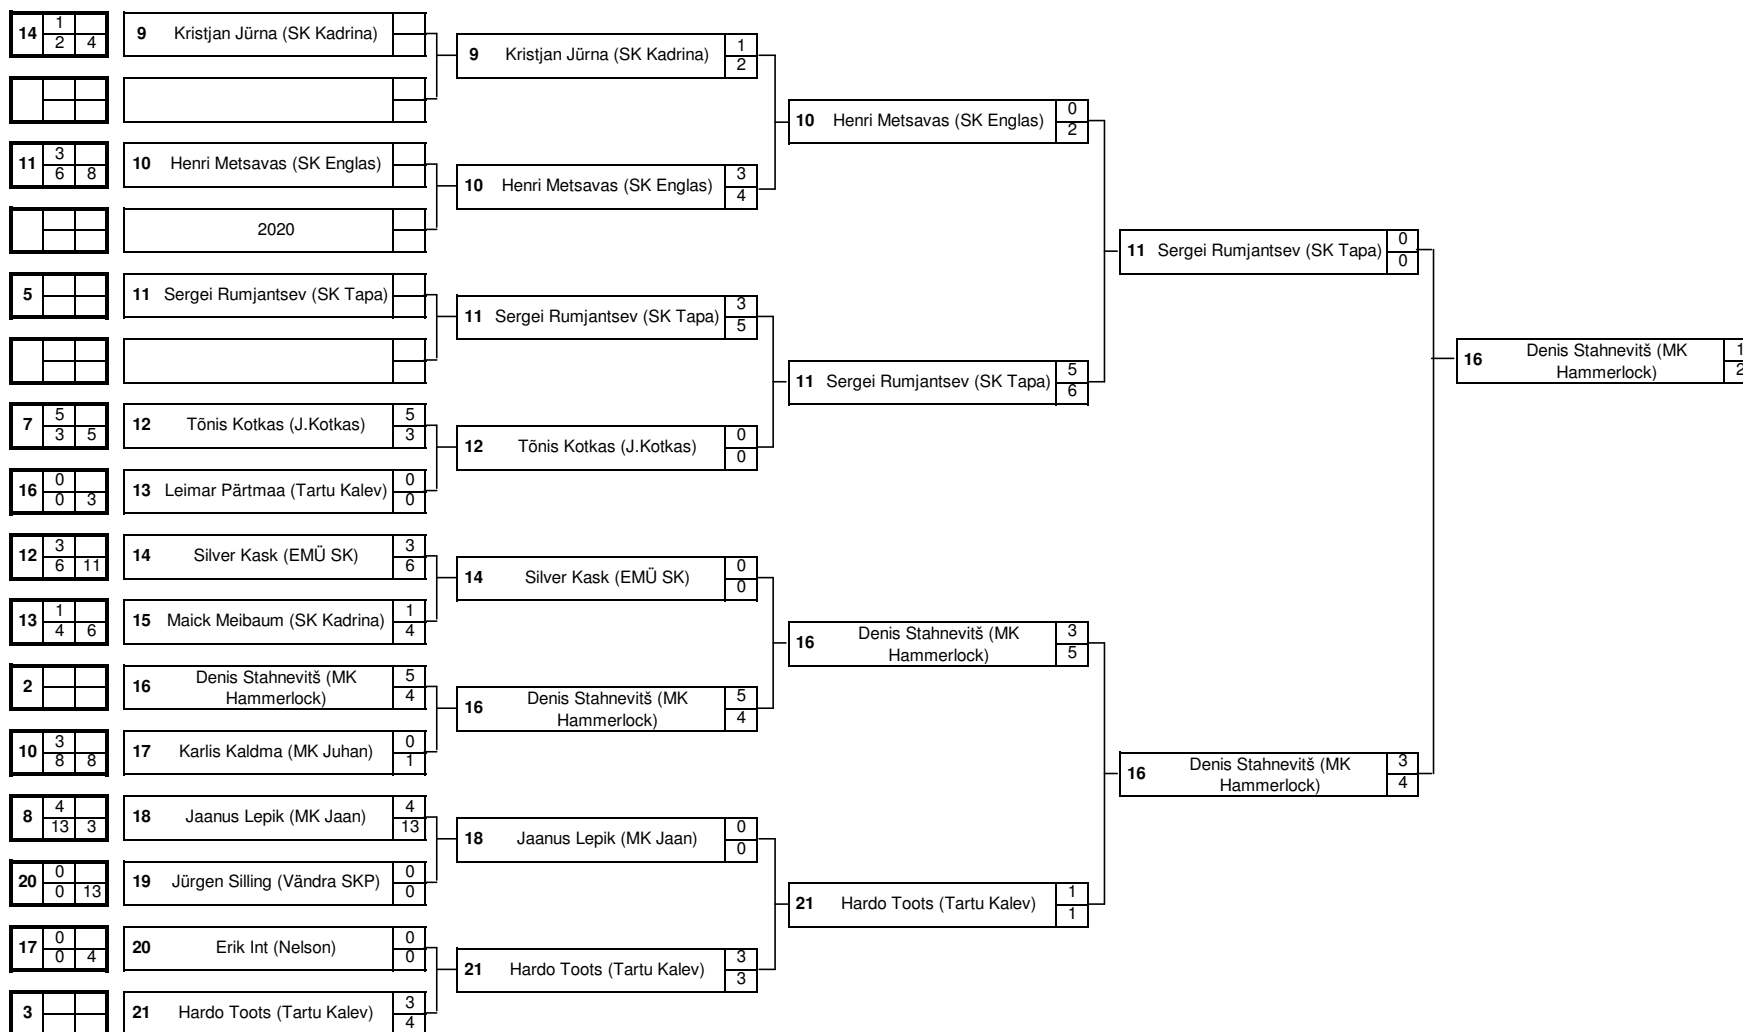 14 1
2 4
9 Kristjan Jürna (SK Kadrina)
9 Kristjan Jürna (SK Kadrina) 1
2
10 Henri Metsavas (SK Englas) 0
2
11 3
6 8
10 Henri Metsavas (SK Englas)
10 Henri Metsavas (SK Englas) 3
4
2020
11 Sergei Rumjantsev (SK Tapa) 0
0
5
11 Sergei Rumjantsev (SK Tapa)
11 Sergei Rumjantsev (SK Tapa) 3
5
16 Denis Stahnevitš (MK
Hammerlock) 1
2
11 Sergei Rumjantsev (SK Tapa) 5
6
7 5
3 5
12 Tõnis Kotkas (J.Kotkas) 5
3
12 Tõnis Kotkas (J.Kotkas) 0
0
16 0
0 3
13 Leimar Pärtmaa (Tartu Kalev) 0
0
12 3
6 11
14 Silver Kask (EMÜ SK) 3
6
14 Silver Kask (EMÜ SK) 0
0
13 1
4 6
15 Maick Meibaum (SK Kadrina) 1
4
16 Denis Stahnevitš (MK
Hammerlock) 3
5
2
16 Denis Stahnevitš (MK
Hammerlock) 5
4
16 Denis Stahnevitš (MK
Hammerlock) 5
4
10 3
8 8
17 Karlis Kaldma (MK Juhan) 0
1
16 Denis Stahnevitš (MK
Hammerlock) 3
4
8 4
13 3
18 Jaanus Lepik (MK Jaan) 4
13
18 Jaanus Lepik (MK Jaan) 0
0
20 0
0 13
19 Jürgen Silling (Vändra SKP) 0
0
21 Hardo Toots (Tartu Kalev) 1
1
17 0
0 4
20 Erik Int (Nelson) 0
0
21 Hardo Toots (Tartu Kalev) 3
3
3
21 Hardo Toots (Tartu Kalev) 3
4